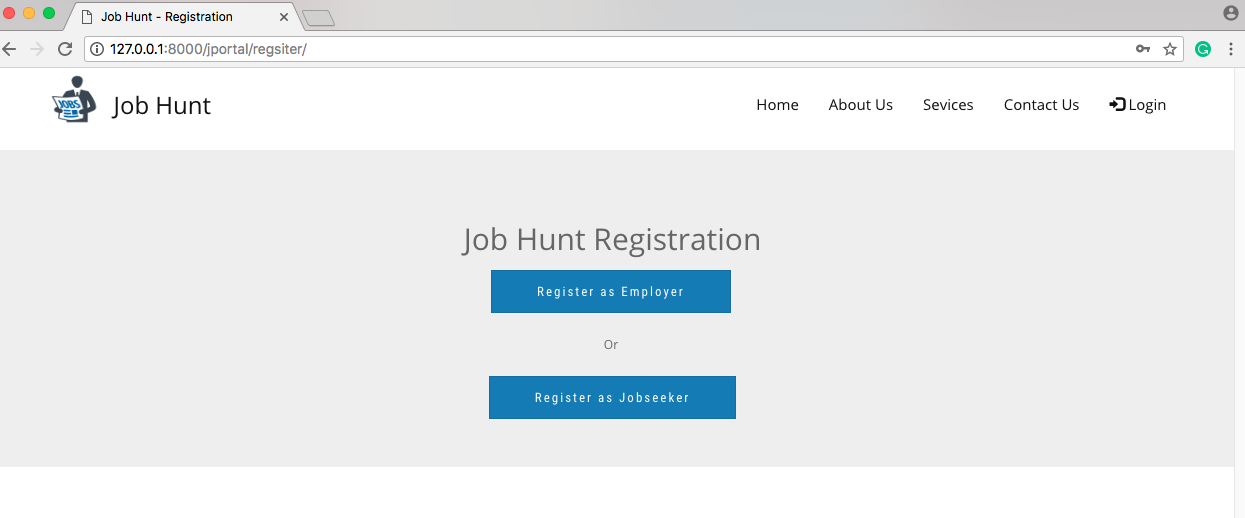 Job Hunt - Registration
127.0.0.1:8000/jportal/regsiter/
JOBS
Job Hunt
Home About Us Sevices Contact Us Login
Job Hunt Registration
Register as Employer
Or
Register as Jobseeker